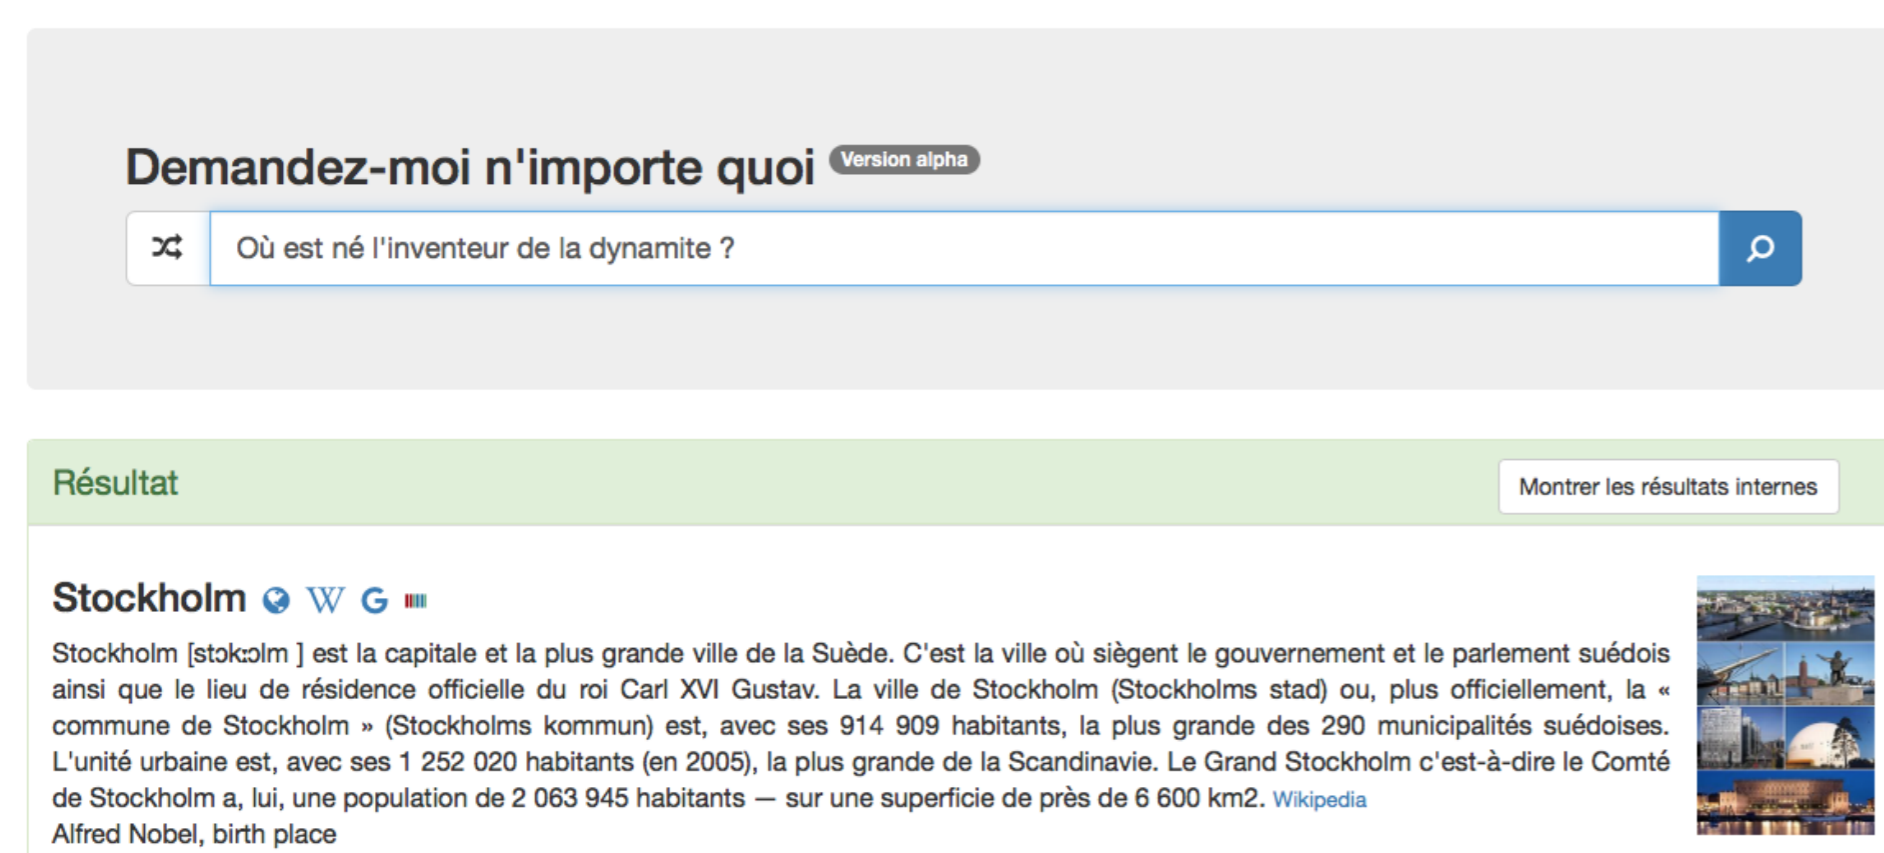 Demandez-moi n'importe quoi Version alpha
Où est né l'inventeur de la dynamite ?
Résultat
Montrer les résultats internes
Stockholm W G
Stockholm [stɔkːɔlm ] est la capitale et la plus grande ville de la Suède. C'est la ville où siègent le gouvernement et le parlement suédois
ainsi que le lieu de résidence officielle du roi Carl XVI Gustav. La ville de Stockholm (Stockholms stad) ou, plus officiellement, la «
commune de Stockholm » (Stockholms kommun) est, avec ses 914 909 habitants, la plus grande des 290 municipalités suédoises.
L'unité urbaine est, avec ses 1 252 020 habitants (en 2005), la plus grande de la Scandinavie. Le Grand Stockholm c'est-à-dire le Comté
de Stockholm a, lui, une population de 2 063 945 habitants — sur une superficie de près de 6 600 km2. Wikipedia
Alfred Nobel, birth place